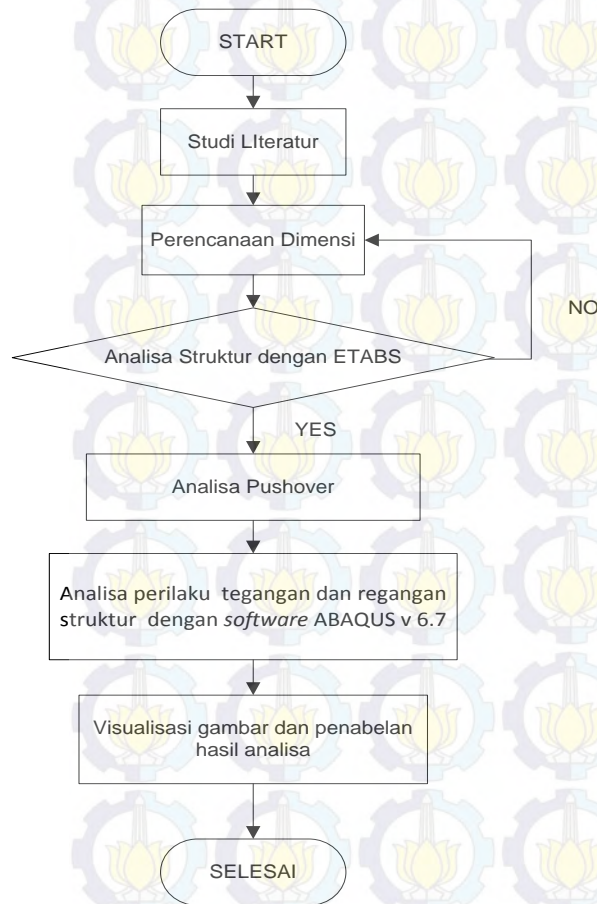 START
Studi LIteratur
Perencanaan Dimensi
NO
Analisa Struktur dengan ETABS
YES
Analisa Pushover
Analisa perilaku tegangan dan regangan
struktur dengan software ABAQUS v 6.7
Visualisasi gambar dan penabelan
hasil analisa
SELESAI